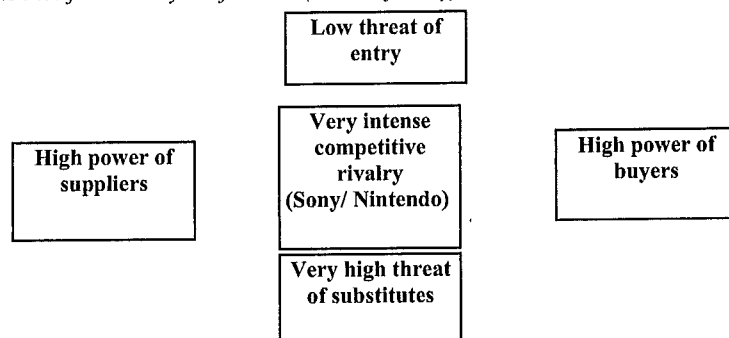 Low threat of
entry
Very intense
competitive
rivalry
(Sony/ Nintendo)
High power of
suppliers
High power of
buyers
Very high threat
of substitutes